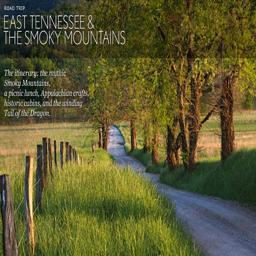 ROAD TRIP
EAST TENNESSEE &
THE SMOKY MOUNTAINS
The itinerary: the mythic
Smoky Mountains,
a picnic lunch, Appalachian crafts,
historic cabins, and the winding
Tail of the Dragon.